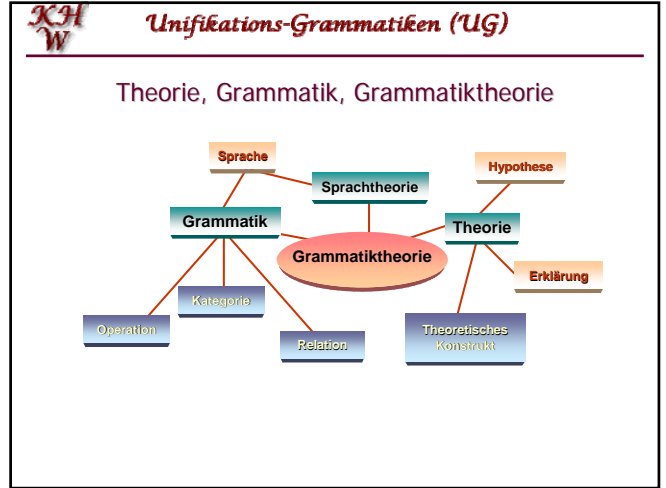 KH
W
Unifikations-Grammatiken (UG)
Theorie, Grammatik, Grammatiktheorie
Sprache
Hypothese
Sprachtheorie
Grammatik
Theorie
Grammatiktheorie
Erklärung
Kategorie
Operation
Relation
Theoretisches
Konstrukt